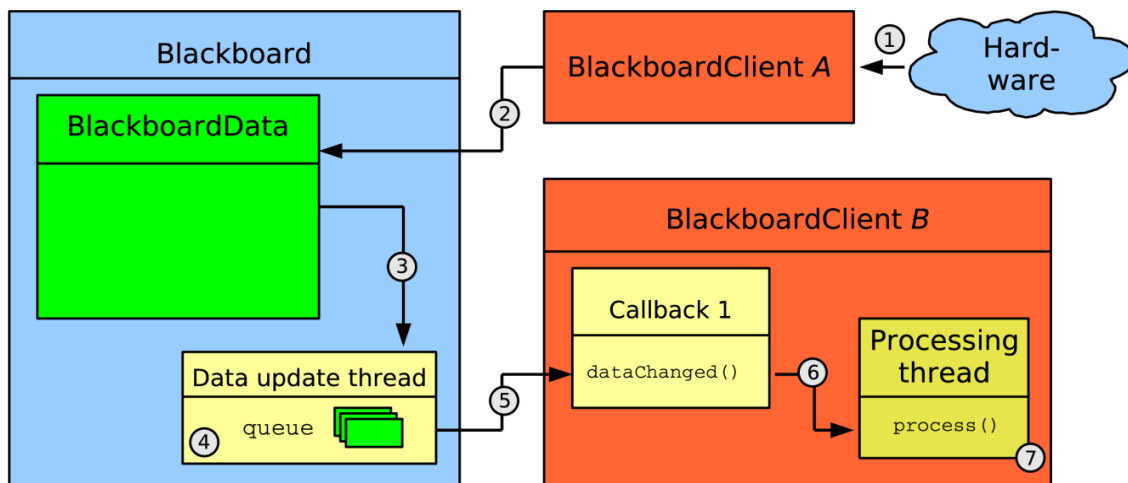 Blackboard
BlackboardData
3
Data update thread
4
queue
2
BlackboardClient A
1
Hard-
ware
BlackboardClient B
5
Callback 1
dataChanged()
6
Processing
thread
process()
7